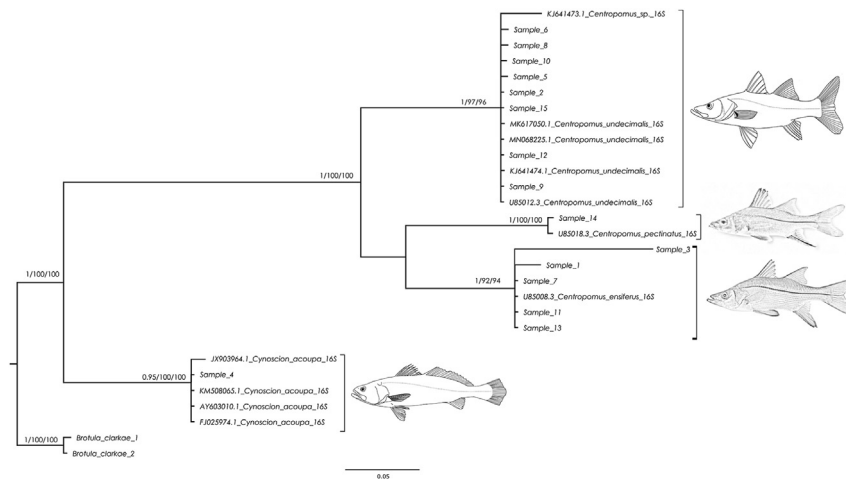 KJ641473.1_Centropomus_sp._16S
Sample_6
Sample_8
Sample_10
Sample_5
Sample_2
1/97/96
Sample_15
MK617050.1_Centropomus_undecimalis_16S
MN068225.1_Centropomus_undecimalis_16S
Sample_12
KJ641474.1_Centropomus_undecimalis_16S
1/100/100
Sample_9
U85012.3_Centropomus_undecimalis_16S
1/100/100
Sample_14
U85018.3_Centropomus_pectinatus_16S
Sample_3
Sample_1
1/100/100
1/92/94
Sample_7
U85008.3_Centropomus_ensiferus_16S
Sample_11
Sample_13
JX903964.1_Cynoscion_acoupa_16S
0.95/100/100
Sample_4
KM508065.1_Cynoscion_acoupa_16S
AY603010.1_Cynoscion_acoupa_16S
FJ025974.1_Cynoscion_acoupa_16S
1/100/100
Brotula_clarkae_1
Brotula_clarkae_2
0.05